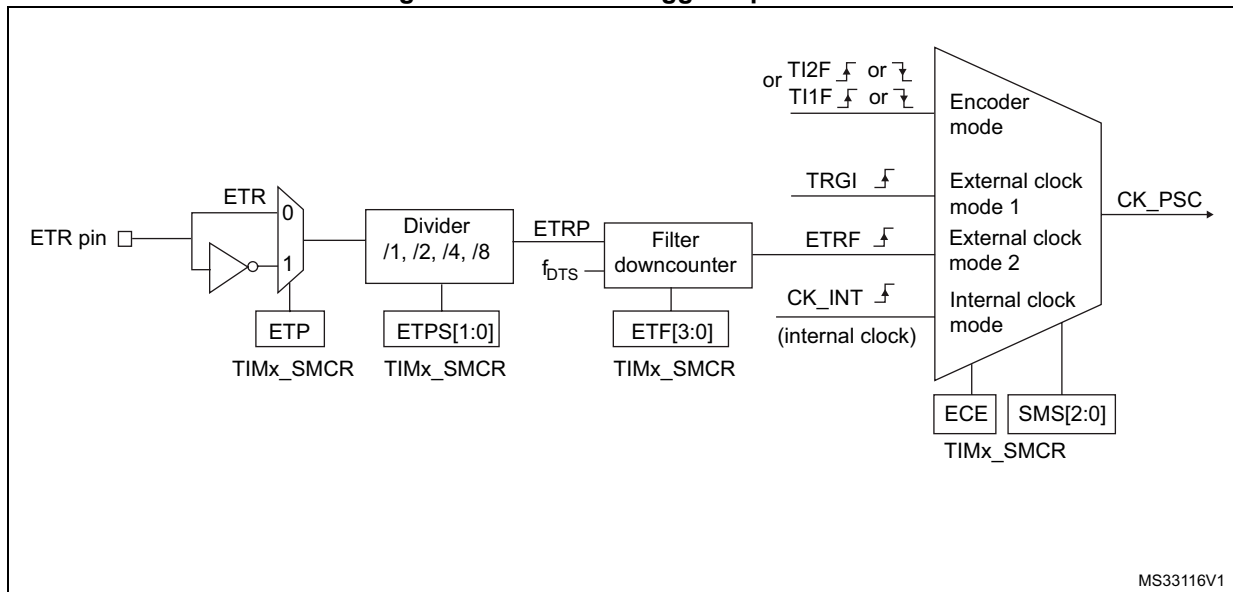 or TI2F or
TI1F or
Encoder
mode
TRGI
External clock
mode 1
CK_PSC
ETR
0
ETR pin
1
Divider
/1, /2, /4, /8
ETRP
fDTS
Filter
downcounter
ETRF
External clock
mode 2
CK_INT
(internal clock)
Internal clock
mode
ETP
TIMx_SMCR
ETPS[1:0]
TIMx_SMCR
ETF[3:0]
TIMx_SMCR
ECE
SMS[2:0]
TIMx_SMCR
MS33116V1